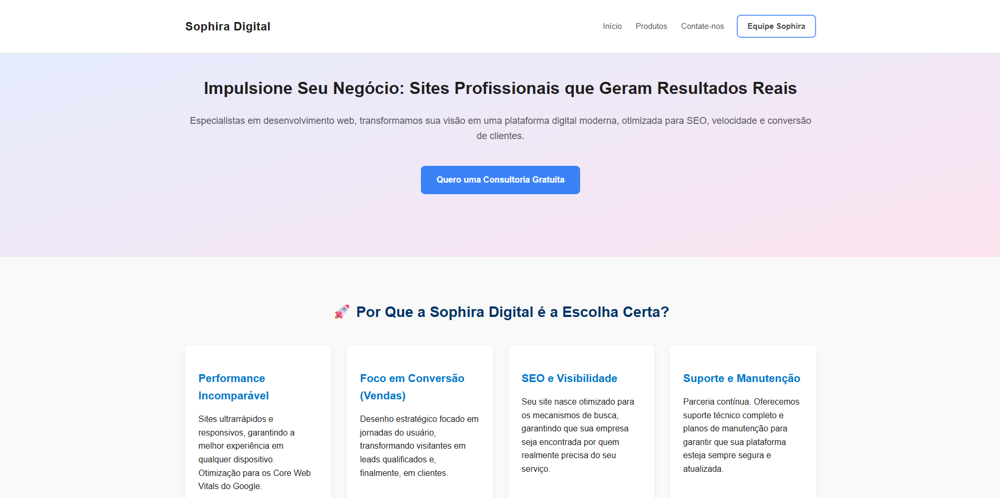 Sophira Digital
Início
Produtos
Contate-nos
Equipe Sophira
Impulsione Seu Negócio: Sites Profissionais que Geram Resultados Reais
Especialistas em desenvolvimento web, transformamos sua visão em uma plataforma digital moderna, otimizada para SEO, velocidade e conversão
de clientes.
Quero uma Consultoria Gratuita
🚀 Por Que a Sophira Digital é a Escolha Certa?
Performance
Incomparável
Sites ultrarrápidos e
responsivos, garantindo a
melhor experiência em
qualquer dispositivo.
Otimização para os Core Web
Vitals do Google.
Foco em Conversão
(Vendas)
Desenho estratégico focado em
jornadas do usuário,
transformando visitantes em
leads qualificados e,
finalmente, em clientes.
SEO e Visibilidade
Seu site nasce otimizado para
os mecanismos de busca,
garantindo que sua empresa
seja encontrada por quem
realmente precisa do seu
serviço.
Suporte e Manutenção
Parceria contínua. Oferecemos
suporte técnico completo e
planos de manutenção para
garantir que sua plataforma
esteja sempre segura e
atualizada.